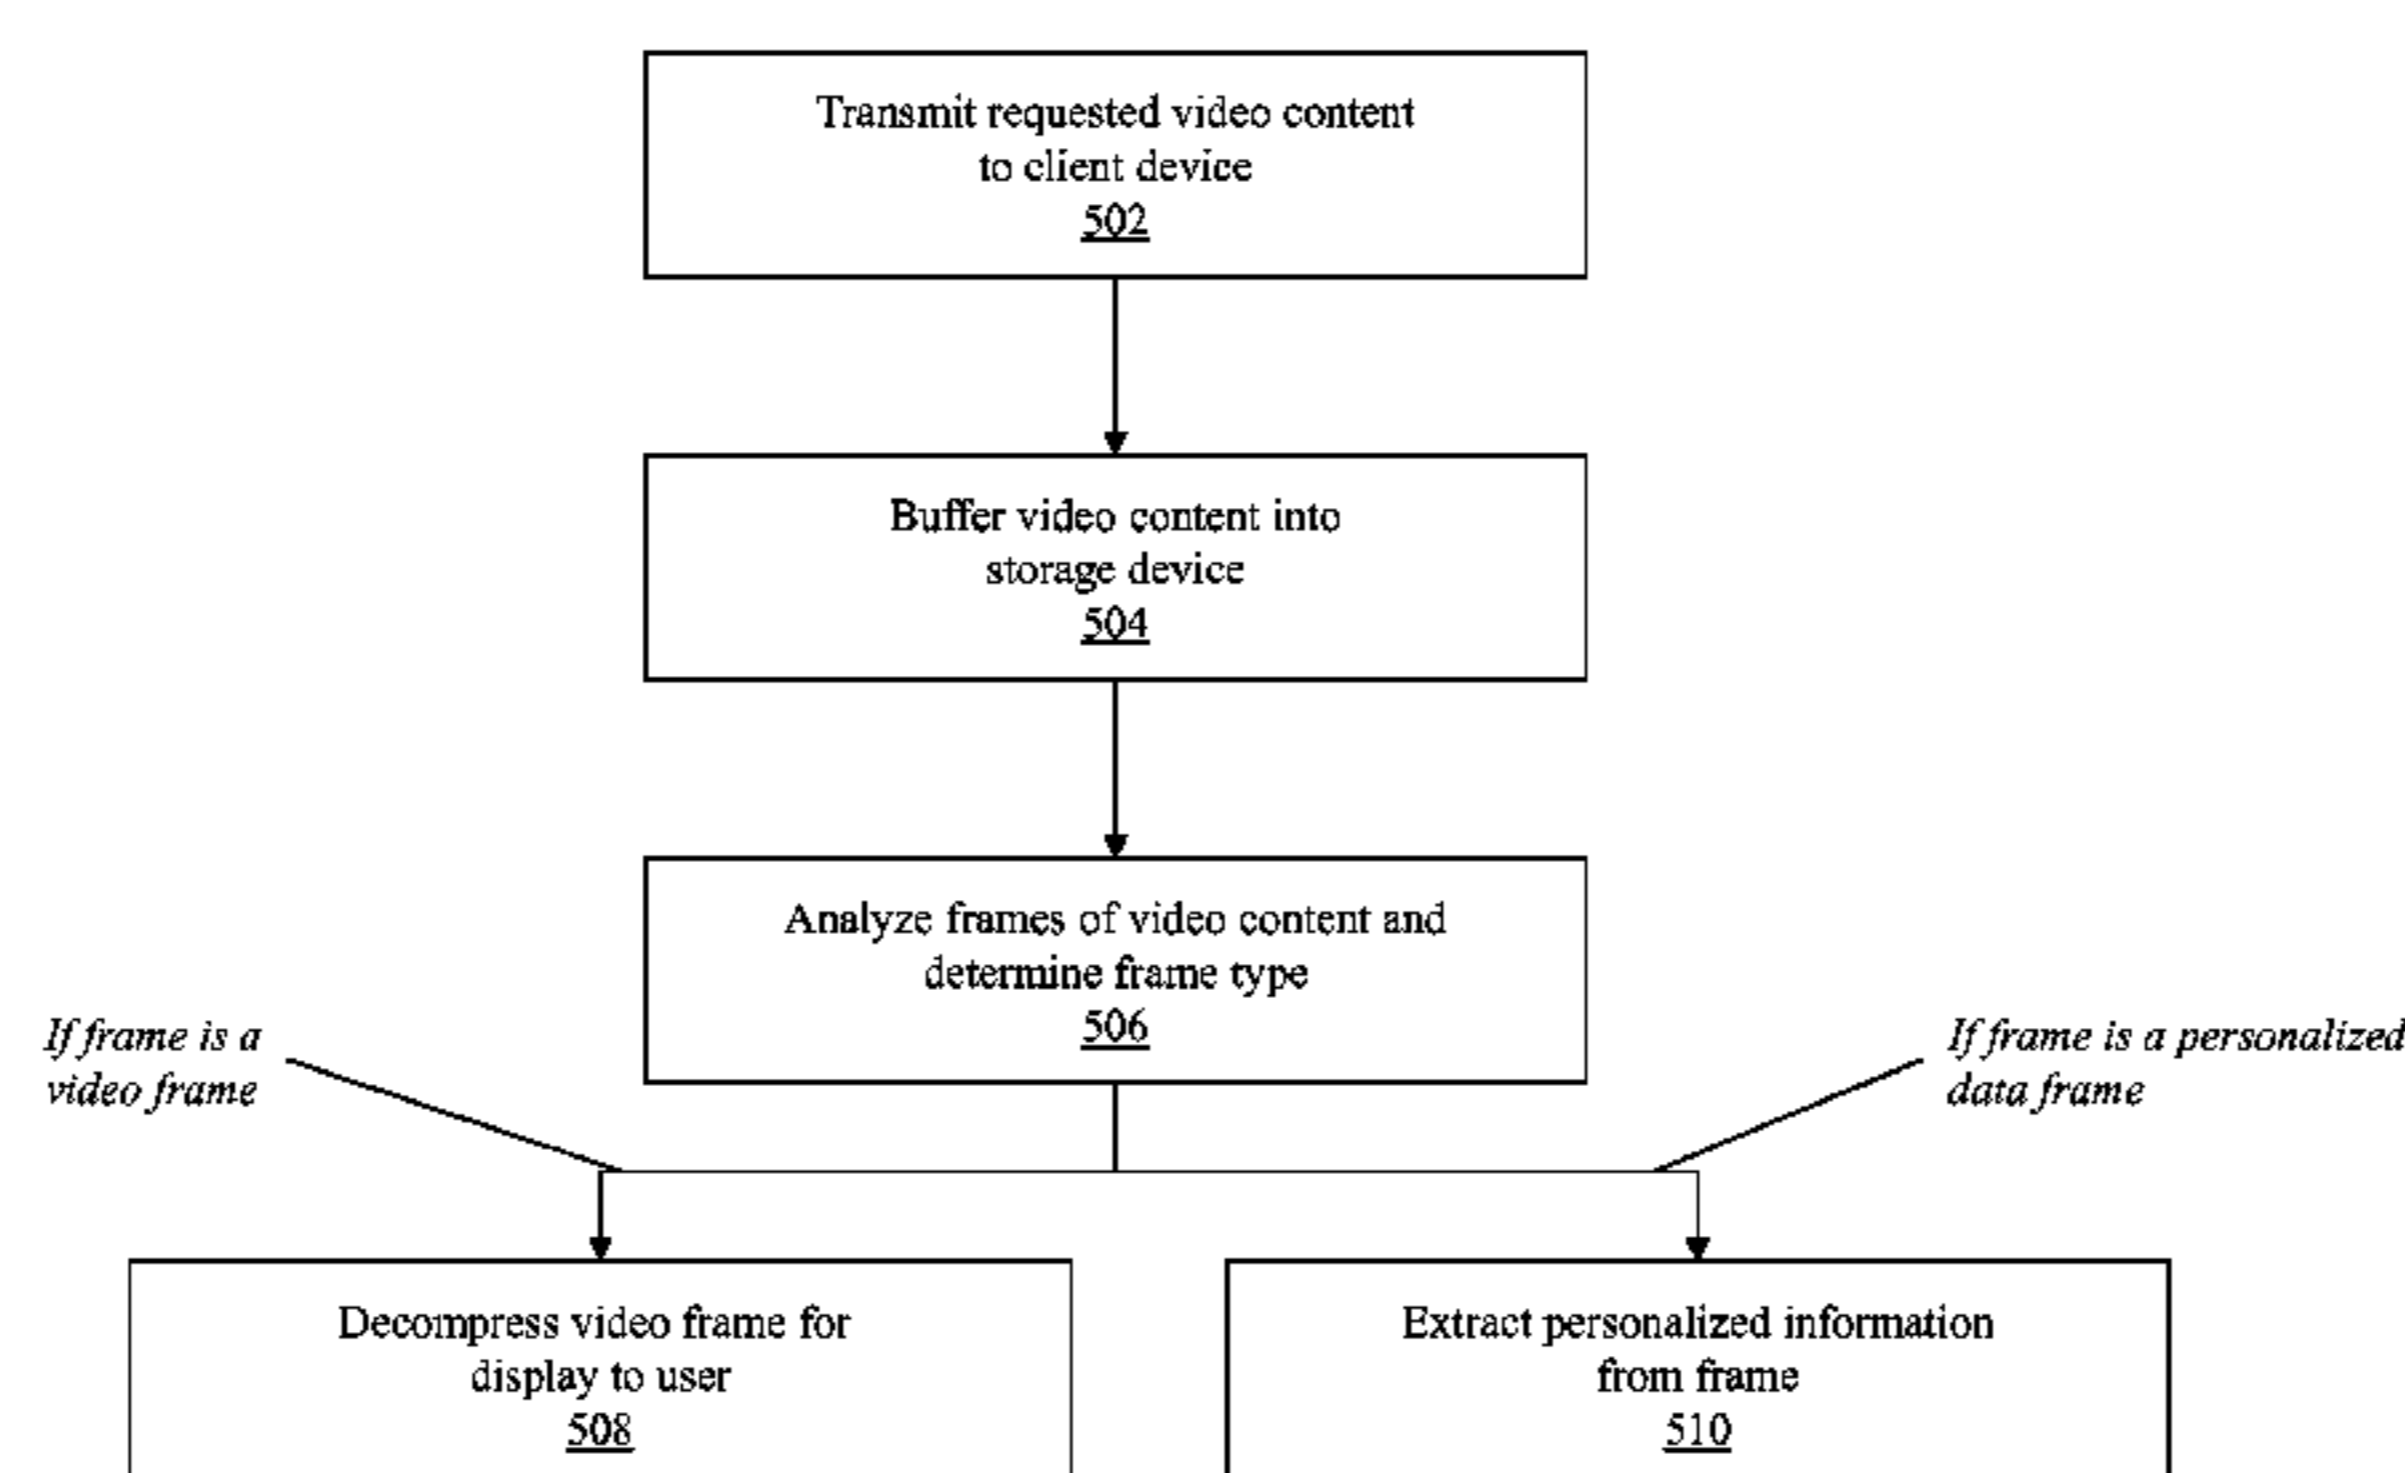 Transmit requested video content
to client device
502
Buffer video content into
storage device
504
Analyze frames of video content and
determine frame type
506
If frame is a
video frame
If frame is a personalized
data frame
Decompress video frame for
display to user
508
Extract personalized information
from frame
510